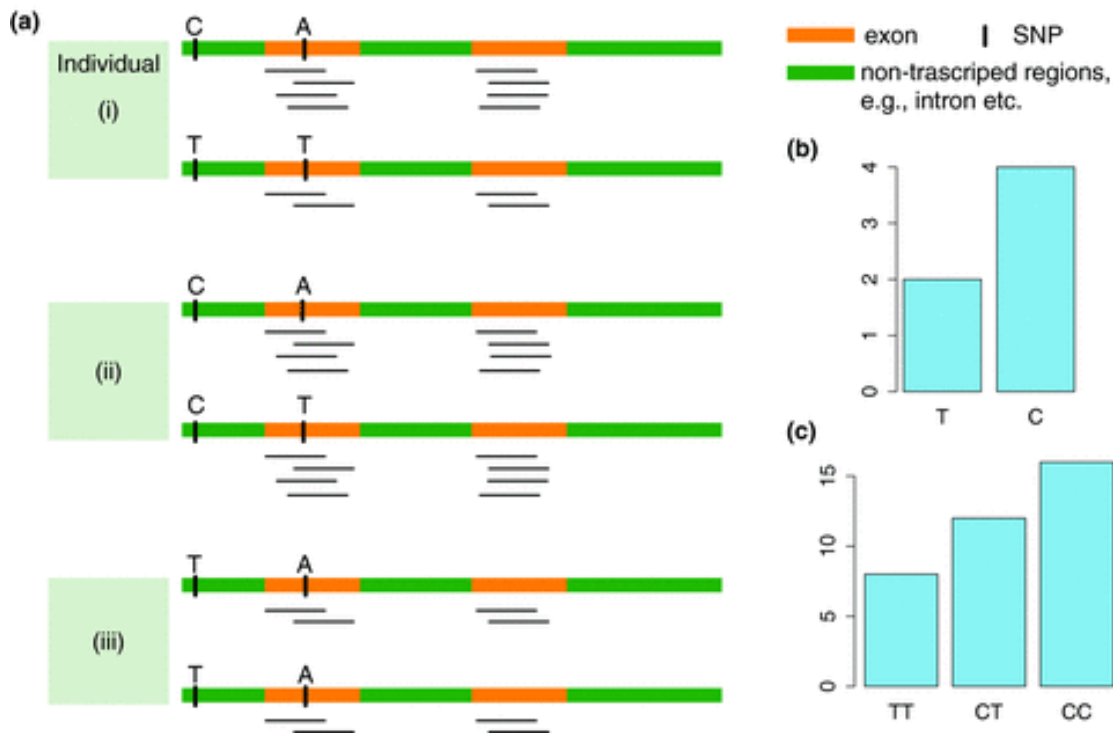 (a)
C A
Individual
(i)
T T
C A
(ii)
C T
T A
(iii)
T A
exon SNP
non-trascriped regions,
e.g., intron etc.
(b)
4
3
2
1
0
T C
(c)
15
10
5
0
TT CT CC